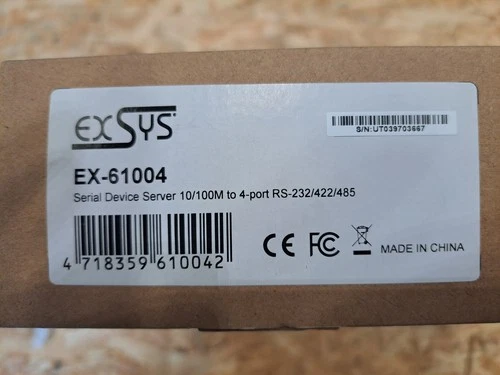 EXSYS
S/N:UT039703667
EX-61004
Serial Device Server 10/100M to 4-port RS-232/422/485
4 718359 610042
CE FC MADE IN CHINA